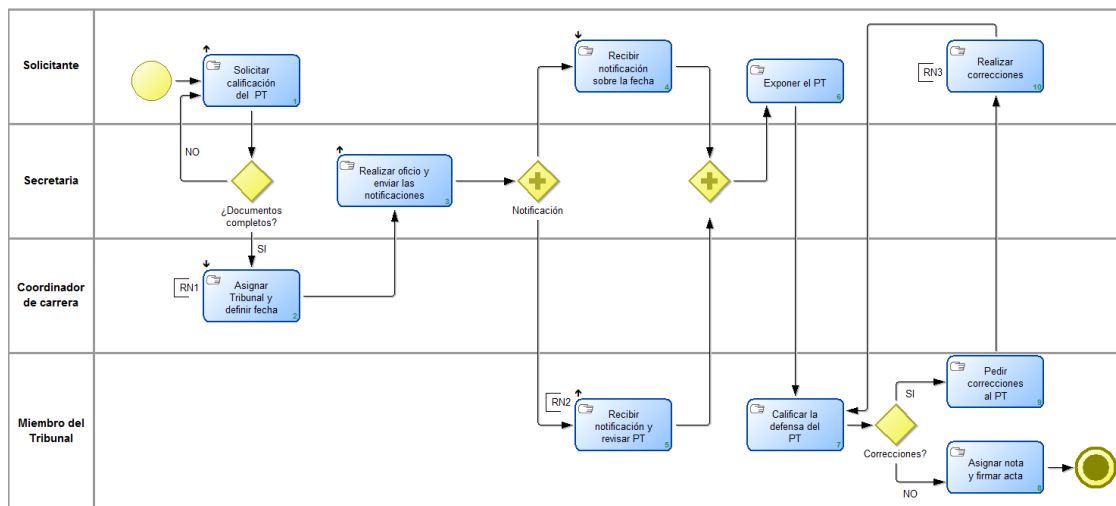 Solicitante
Solicitar
calificación
del PT
1
Recibir
notificación
sobre la fecha
4
Exponer el PT
6
RN3
Realizar
correcciones
10
Secretaria
NO
¿Documentos
completos?
SI
Realizar oficio y
enviar las
notificaciones
3
Notificación
Coordinador
de carrera
RN1
Asignar
Tribunal y
definir fecha
2
Miembro del
Tribunal
RN2
Recibir
notificación y
revisar PT
5
Calificar la
defensa del
PT
7
Correcciones?
SI
Pedir
correcciones
al PT
9
NO
Asignar nota
y firmar acta
8